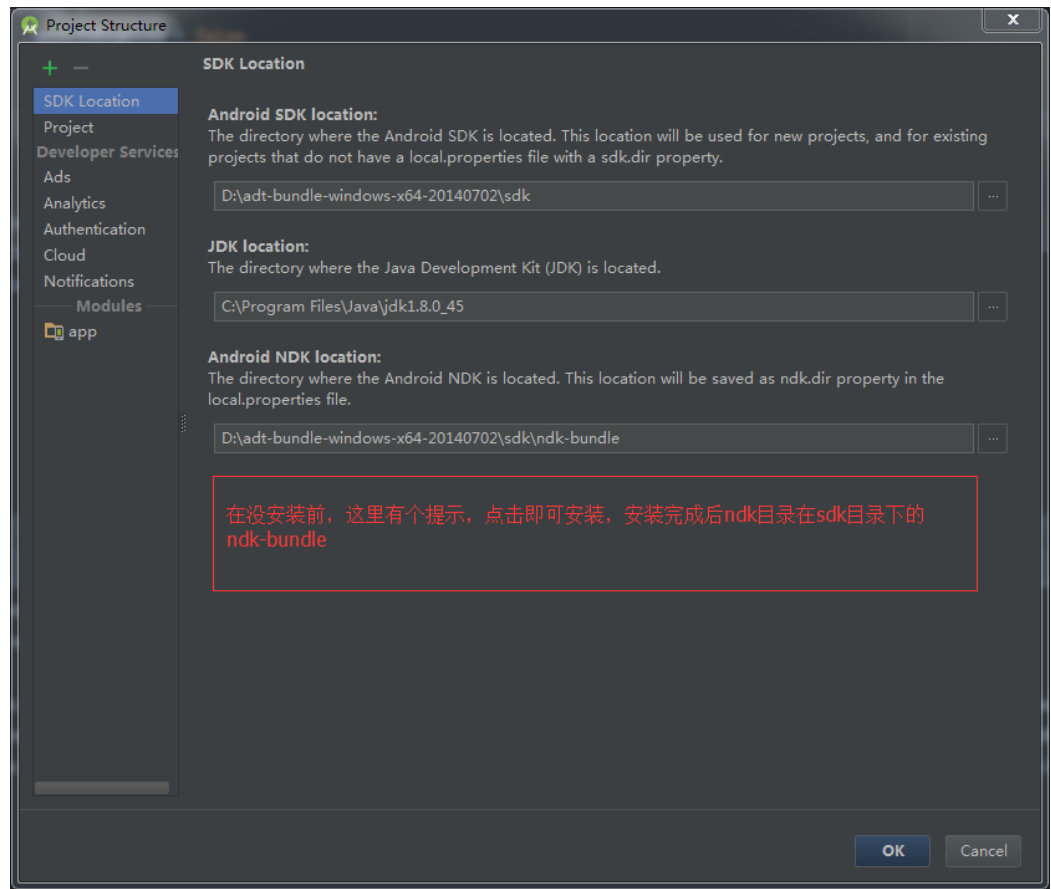 Project Structure
SDK Location
SDK Location
Project
Developer Services
Ads
Analytics
Authentication
Cloud
Notifications
Modules
app
Android SDK location:
The directory where the Android SDK is located. This location will be used for new projects, and for existing
projects that do not have a local.properties file with a sdk.dir property.
D:\adt-bundle-windows-x64-20140702\sdk
...
JDK location:
The directory where the Java Development Kit (JDK) is located.
C:\Program Files\Java\jdk1.8.0_45
...
Android NDK location:
The directory where the Android NDK is located. This location will be saved as ndk.dir property in the
local.properties file.
D:\adt-bundle-windows-x64-20140702\sdk\ndk-bundle
...
在没安装前，这里有个提示，点击即可安装，安装完成后ndk目录在sdk目录下的
ndk-bundle
OK
Cancel